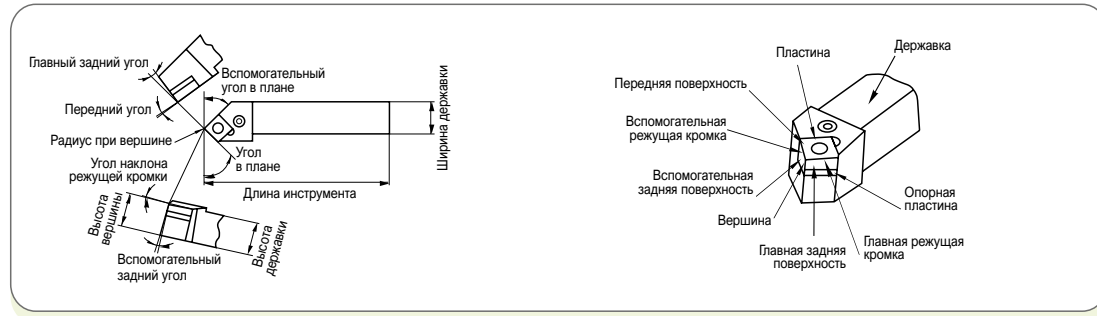 Главный задний угол
Вспомогательный
угол в плане
Передний угол
Радиус при вершине
Угол наклона
режущей кромки
Угол
в плане
Ширина державки
Длина инструмента
Высота
вершины
Высота
державки
Вспомогательный
задний угол
Державка
Пластина
Передняя поверхность
Вспомогательная
режущая кромка
Вспомогательная
задняя поверхность
Вершина
Опорная
пластина
Главная задняя
поверхность
Главная режущая
кромка